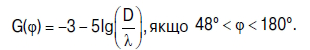 G(φ) = −3 − 5lg(D/λ), якщо 48° < φ < 180°.